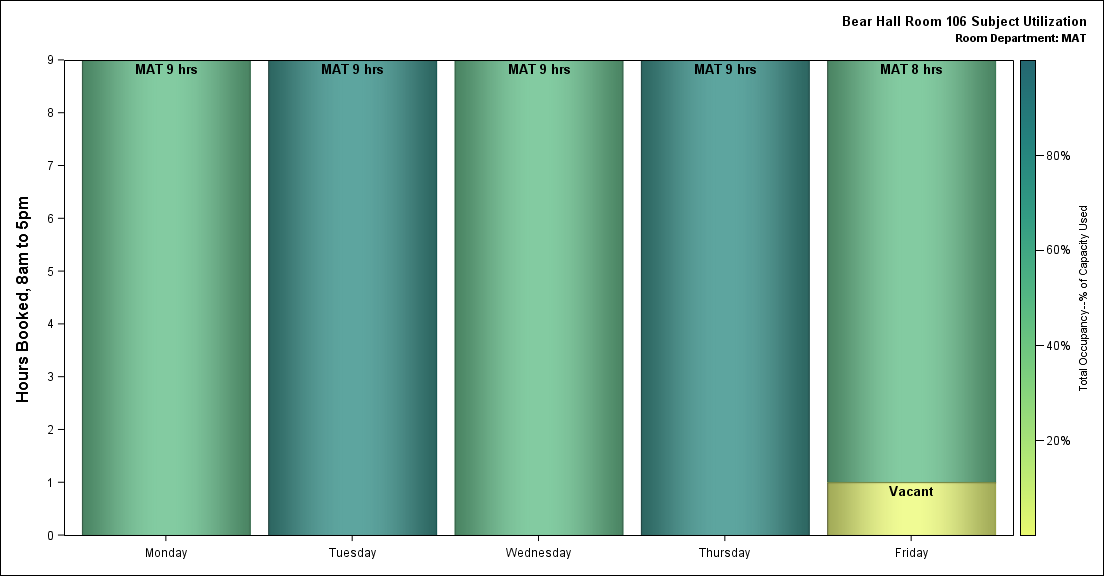 Bear Hall Room 106 Subject Utilization
Room Department: MAT
Hours Booked, 8am to 5pm
9
8
7
6
5
4
3
2
1
0
MAT 9 hrs
MAT 9 hrs
MAT 9 hrs
MAT 9 hrs
MAT 8 hrs
Vacant
Monday
Tuesday
Wednesday
Thursday
Friday
80%
60%
40%
20%
Total Occupancy--% of Capacity Used